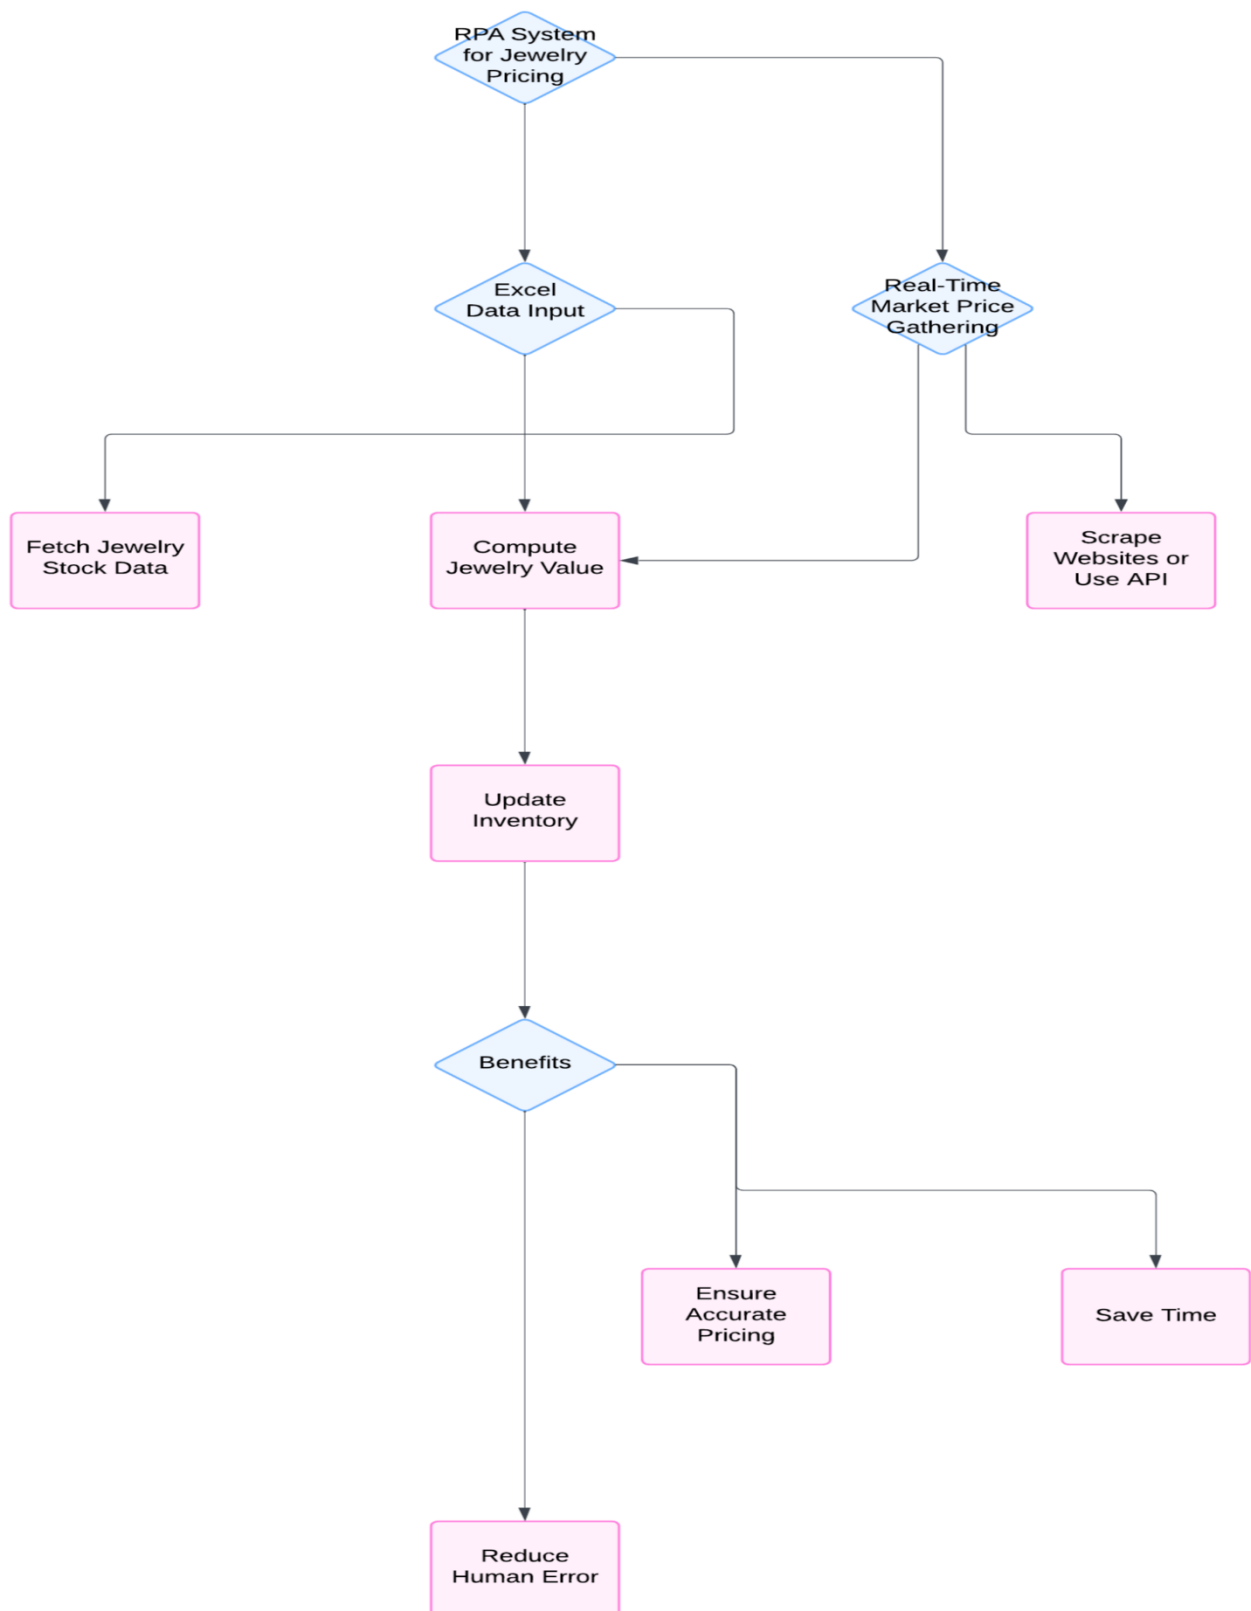 RPA System
for Jewelry
Pricing
Excel
Data Input
Real-Time
Market Price
Gathering
Fetch Jewelry
Stock Data
Compute
Jewelry Value
Scrape
Websites or
Use API
Update
Inventory
Benefits
Ensure
Accurate
Pricing
Save Time
Reduce
Human Error